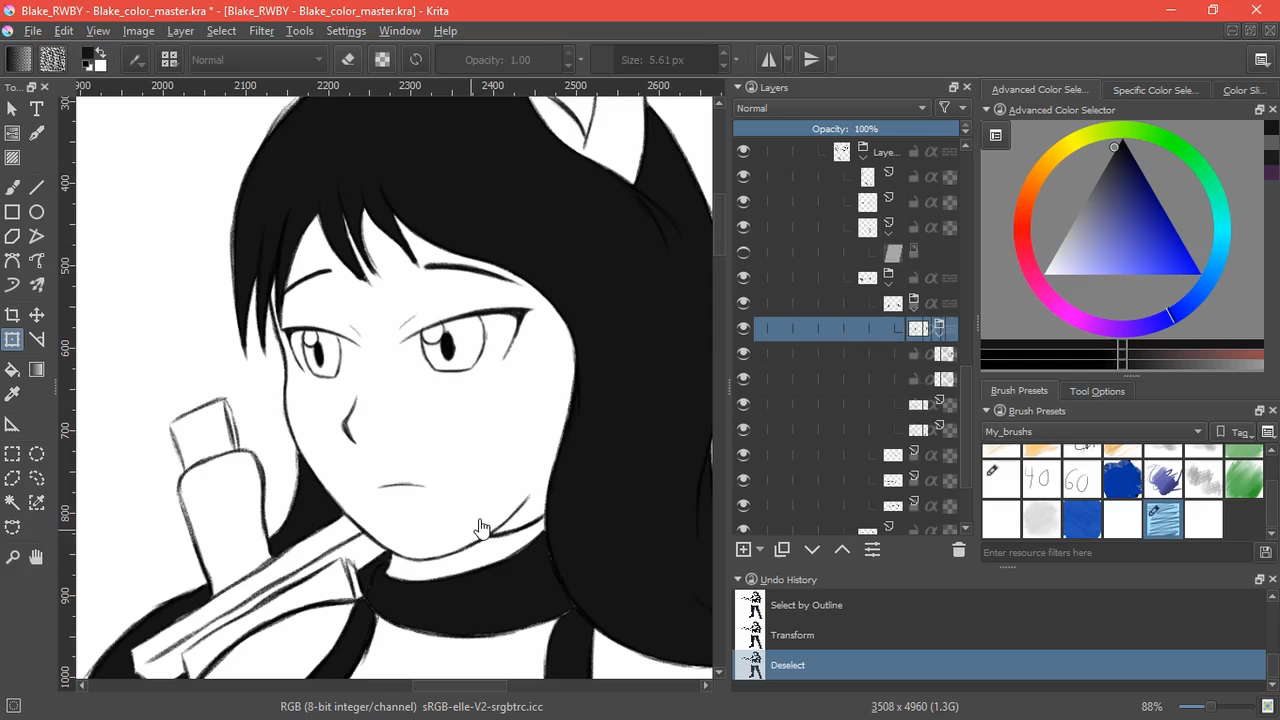 Blake_RWBY - Blake_color_master.kra * - [Blake_RWBY - Blake_color_master.kra] - Krita
File Edit View Image Layer Select Filter Tools Settings Window Help
Normal Opacity: 1.00 Size: 5.61 px
To...
2000 2100 2200 2300 2400 2500 2600
400
500
600
700
800
900
1000
Layers
Normal
Opacity: 100%
Laye...
Advanced Color Sele... Specific Color Sele... Color Sli...
Advanced Color Selector
Brush Presets Tool Options
Brush Presets
My_brushs Tag
40 60
Enter resource filters here
Undo History
Select by Outline
Transform
Deselect
RGB (8-bit integer/channel) sRGB-elle-V2-srgbtrc.icc 3508 x 4960 (1.3G) 88%